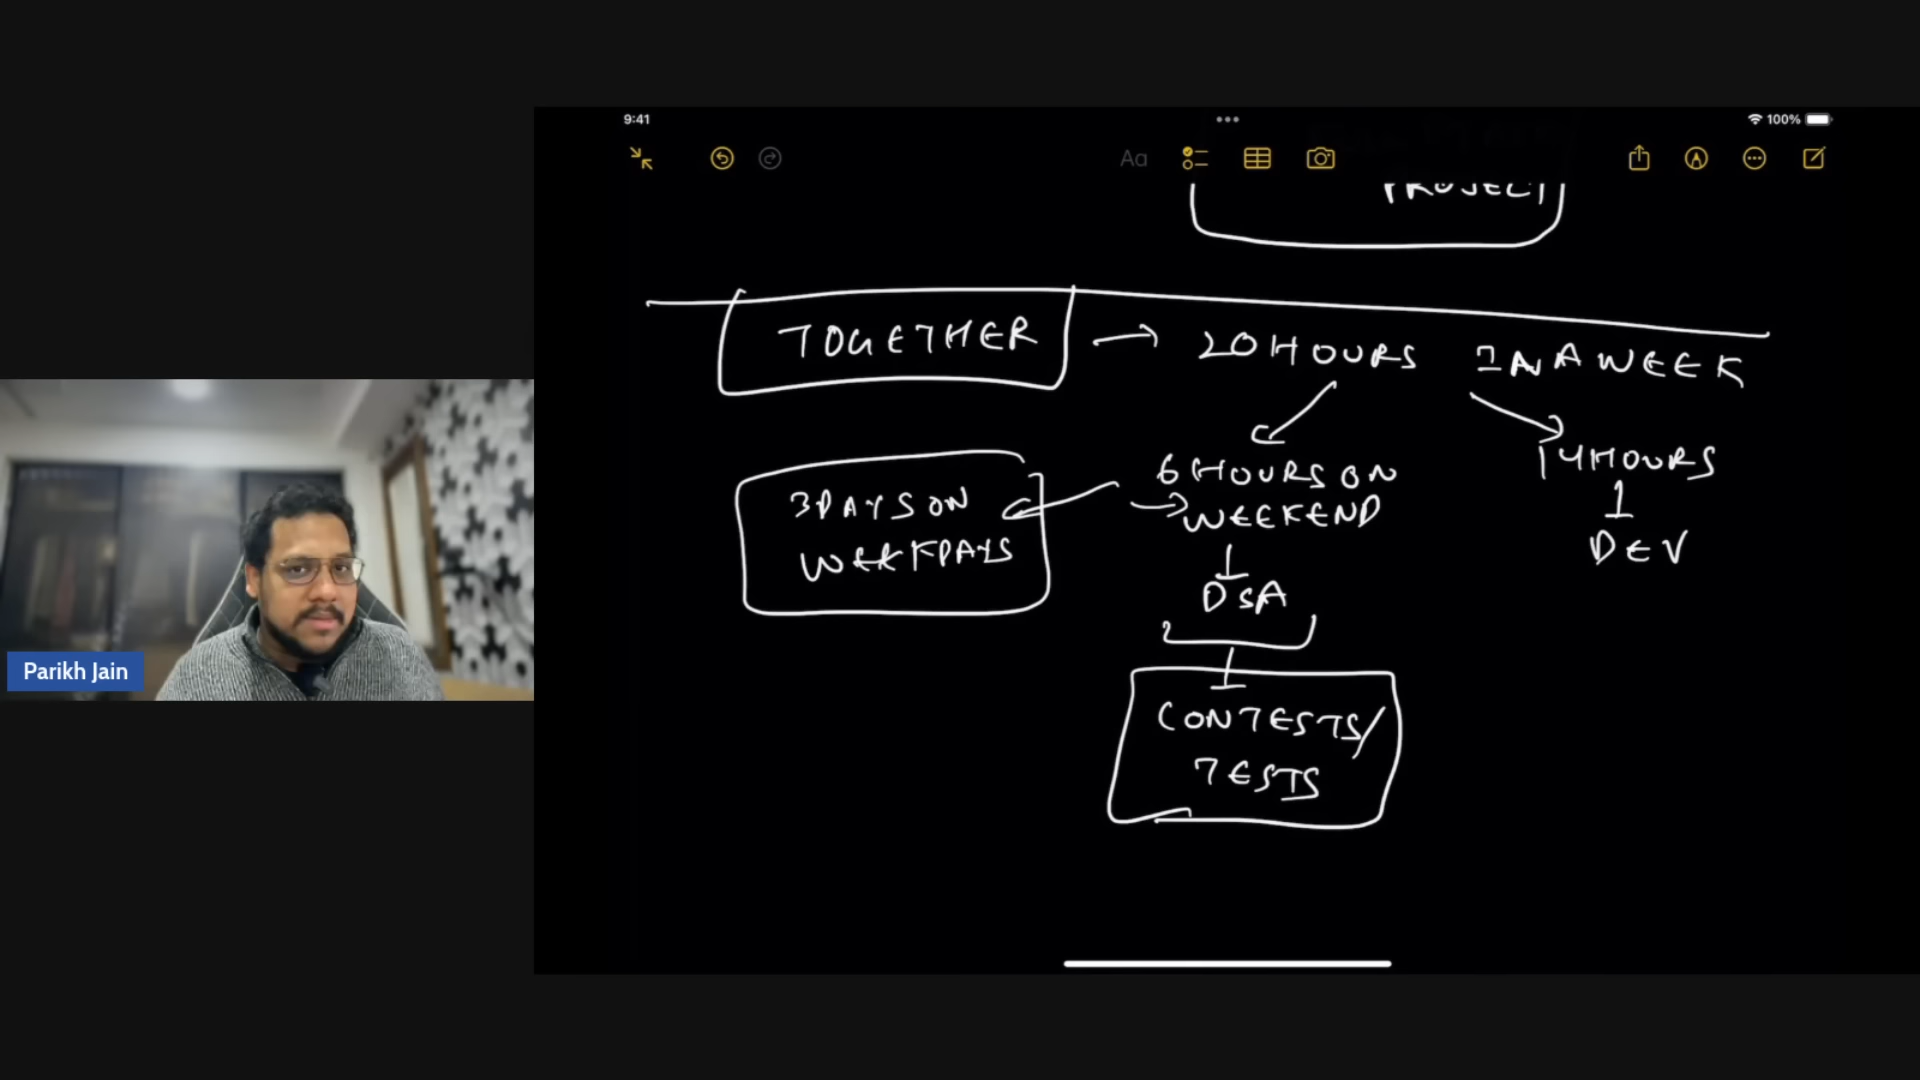 9:41
100%
Aa
PROJECT
TOGETHER → 20 HOURS IN A WEEK
6 HOURS ON
WEEKEND
14 HOURS
DEV
3 DAYS ON
WEEKDAYS
DSA
CONTESTS/
TESTS
Parikh Jain